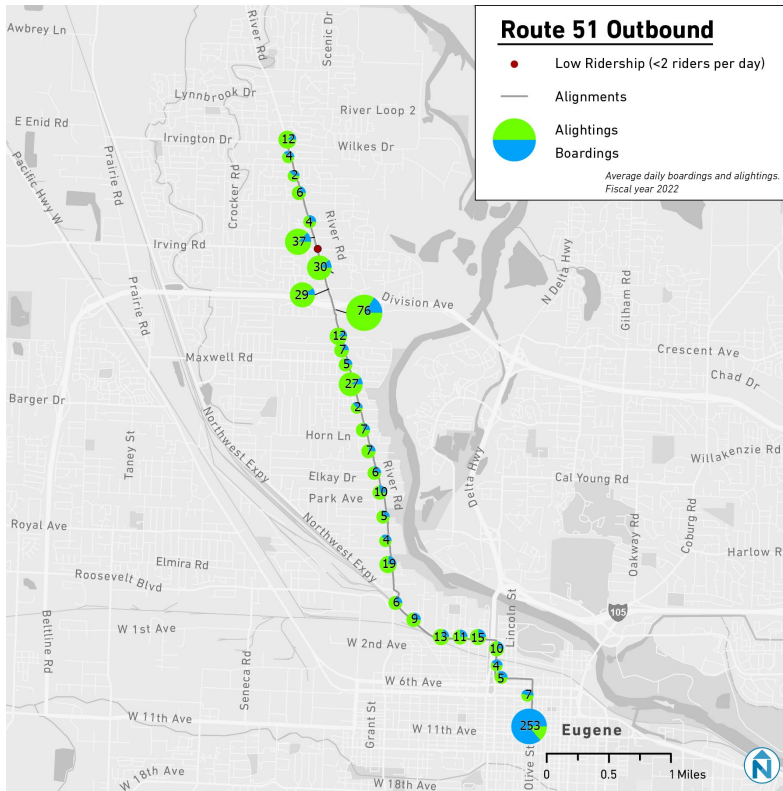 Route 51 Outbound
Low Ridership (<2 riders per day)
Alignments
Alightings
Boardings
Average daily boardings and alightings.
Fiscal year 2022
Awbrey Ln
River Rd
Scenic Dr
Lynnbrook Dr
River Loop 2
E Enid Rd
Irvington Dr
12
Wilkes Dr
4
Prairie Rd
Pacific Hwy W
Crocker Rd
2
6
4
River Rd
Irving Rd
37
30
N Delta Hwy
Gilham Rd
Prairie Rd
29
76
Division Ave
12
7
Crescent Ave
Maxwell Rd
5
Chad Dr
27
Barger Dr
2
Northwest Expy
Taney St
Horn Ln
7
7
Willakenzie Rd
Elkay Dr
6
River Rd
Delta Hwy
Cal Young Rd
Park Ave
10
Royal Ave
5
Northwest Expy
4
Oakway Rd
Coburg Rd
Harlow R
Elmira Rd
19
Roosevelt Blvd
6
Lincoln St
105
9
Beltline Rd
W 1st Ave
13
11
15
W 2nd Ave
10
4
Seneca Rd
W 6th Ave
5
7
Grant St
W 11th Ave
W 11th Ave
253
Eugene
Olive St
W 18th Ave
W 18th Ave
0
0.5
1 Miles
N